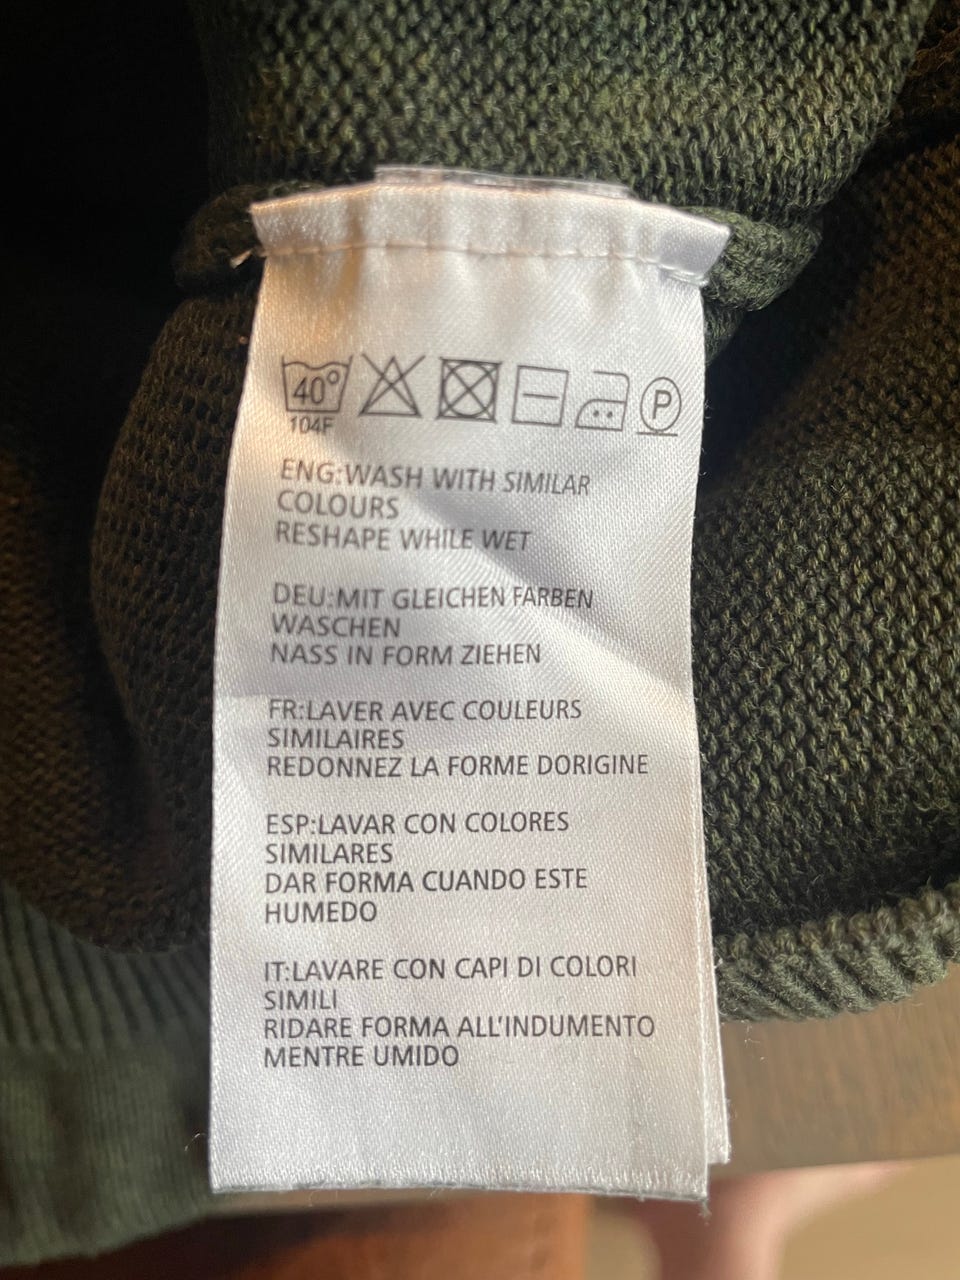 40° P
104F
ENG:WASH WITH SIMILAR
COLOURS
RESHAPE WHILE WET
DEU:MIT GLEICHEN FARBEN
WASCHEN
NASS IN FORM ZIEHEN
FR:LAVER AVEC COULEURS
SIMILAIRES
REDONNEZ LA FORME DORIGINE
ESP:LAVAR CON COLORES
SIMILARES
DAR FORMA CUANDO ESTE
HUMEDO
IT:LAVARE CON CAPI DI COLORI
SIMILI
RIDARE FORMA ALL'INDUMENTO
MENTRE UMIDO